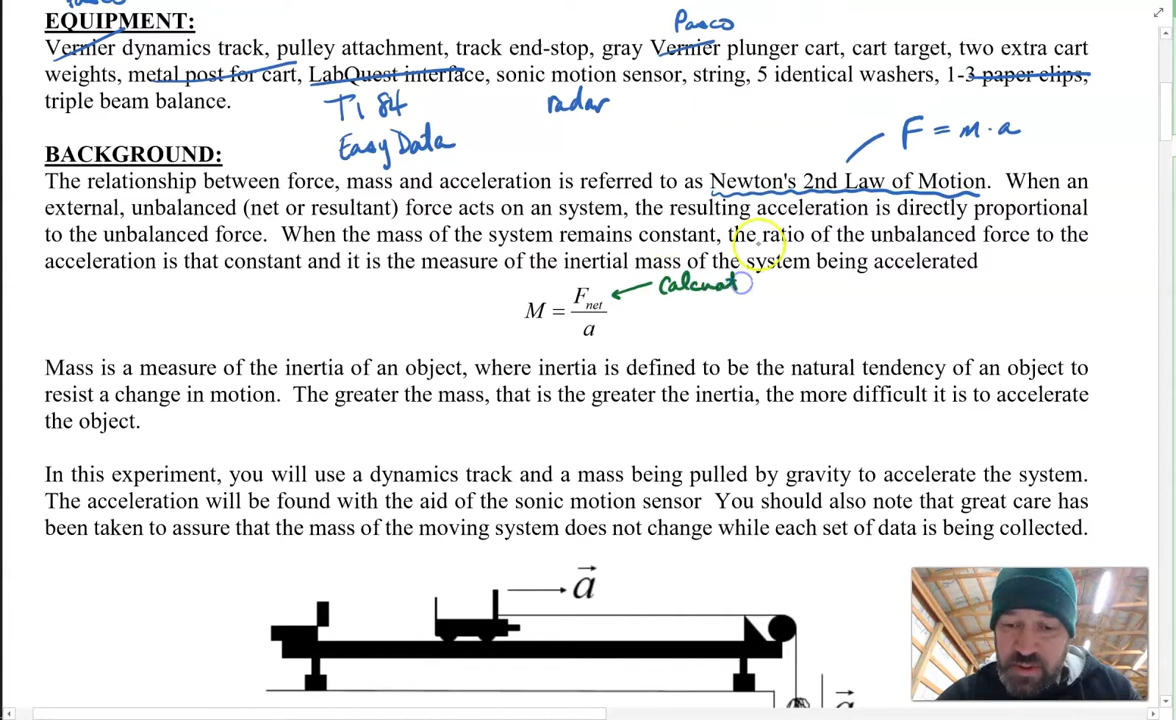 Pasco
EQUIPMENT:
Pasco
Vernier dynamics track, pulley attachment, track end-stop, gray Vernier plunger cart, cart target, two extra cart
weights, metal post for cart, LabQuest interface, sonic motion sensor, string, 5 identical washers, 1-3 paper clips,
triple beam balance.
TI 84
radar
Easy Data
F = m · a
BACKGROUND:
The relationship between force, mass and acceleration is referred to as Newton's 2nd Law of Motion. When an
external, unbalanced (net or resultant) force acts on an system, the resulting acceleration is directly proportional
to the unbalanced force. When the mass of the system remains constant, the ratio of the unbalanced force to the
acceleration is that constant and it is the measure of the inertial mass of the system being accelerated
calcuat
M = Fnet / a
Mass is a measure of the inertia of an object, where inertia is defined to be the natural tendency of an object to
resist a change in motion. The greater the mass, that is the greater the inertia, the more difficult it is to accelerate
the object.
In this experiment, you will use a dynamics track and a mass being pulled by gravity to accelerate the system.
The acceleration will be found with the aid of the sonic motion sensor You should also note that great care has
been taken to assure that the mass of the moving system does not change while each set of data is being collected.
a